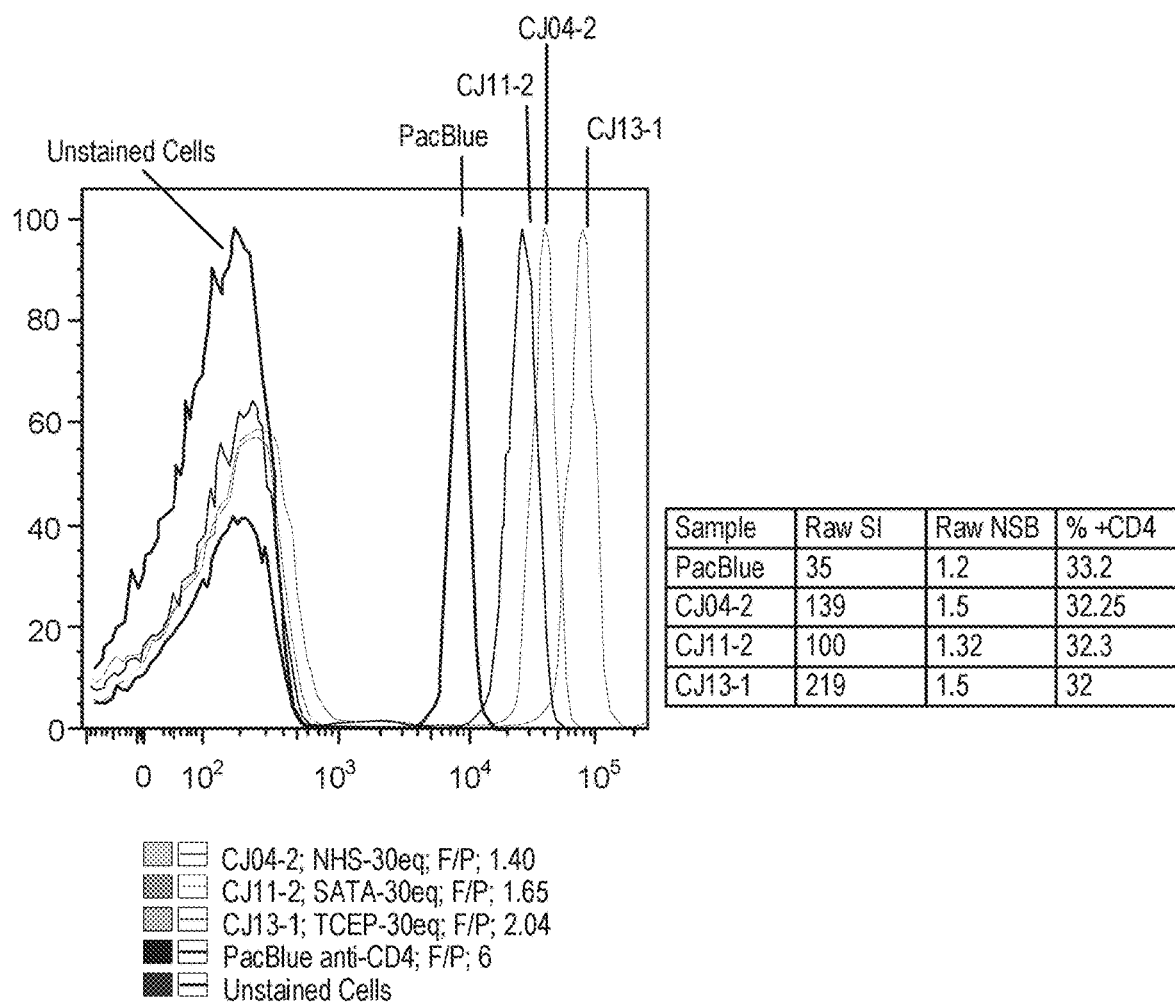 CJ04-2
CJ11-2
CJ13-1
PacBlue
Unstained Cells
100
80
60
40
20
0
0 10² 10³ 10⁴ 10⁵
Sample Raw SI Raw NSB % +CD4
PacBlue 35 1.2 33.2
CJ04-2 139 1.5 32.25
CJ11-2 100 1.32 32.3
CJ13-1 219 1.5 32
CJ04-2; NHS-30eq; F/P; 1.40
CJ11-2; SATA-30eq; F/P; 1.65
CJ13-1; TCEP-30eq; F/P; 2.04
PacBlue anti-CD4; F/P; 6
Unstained Cells